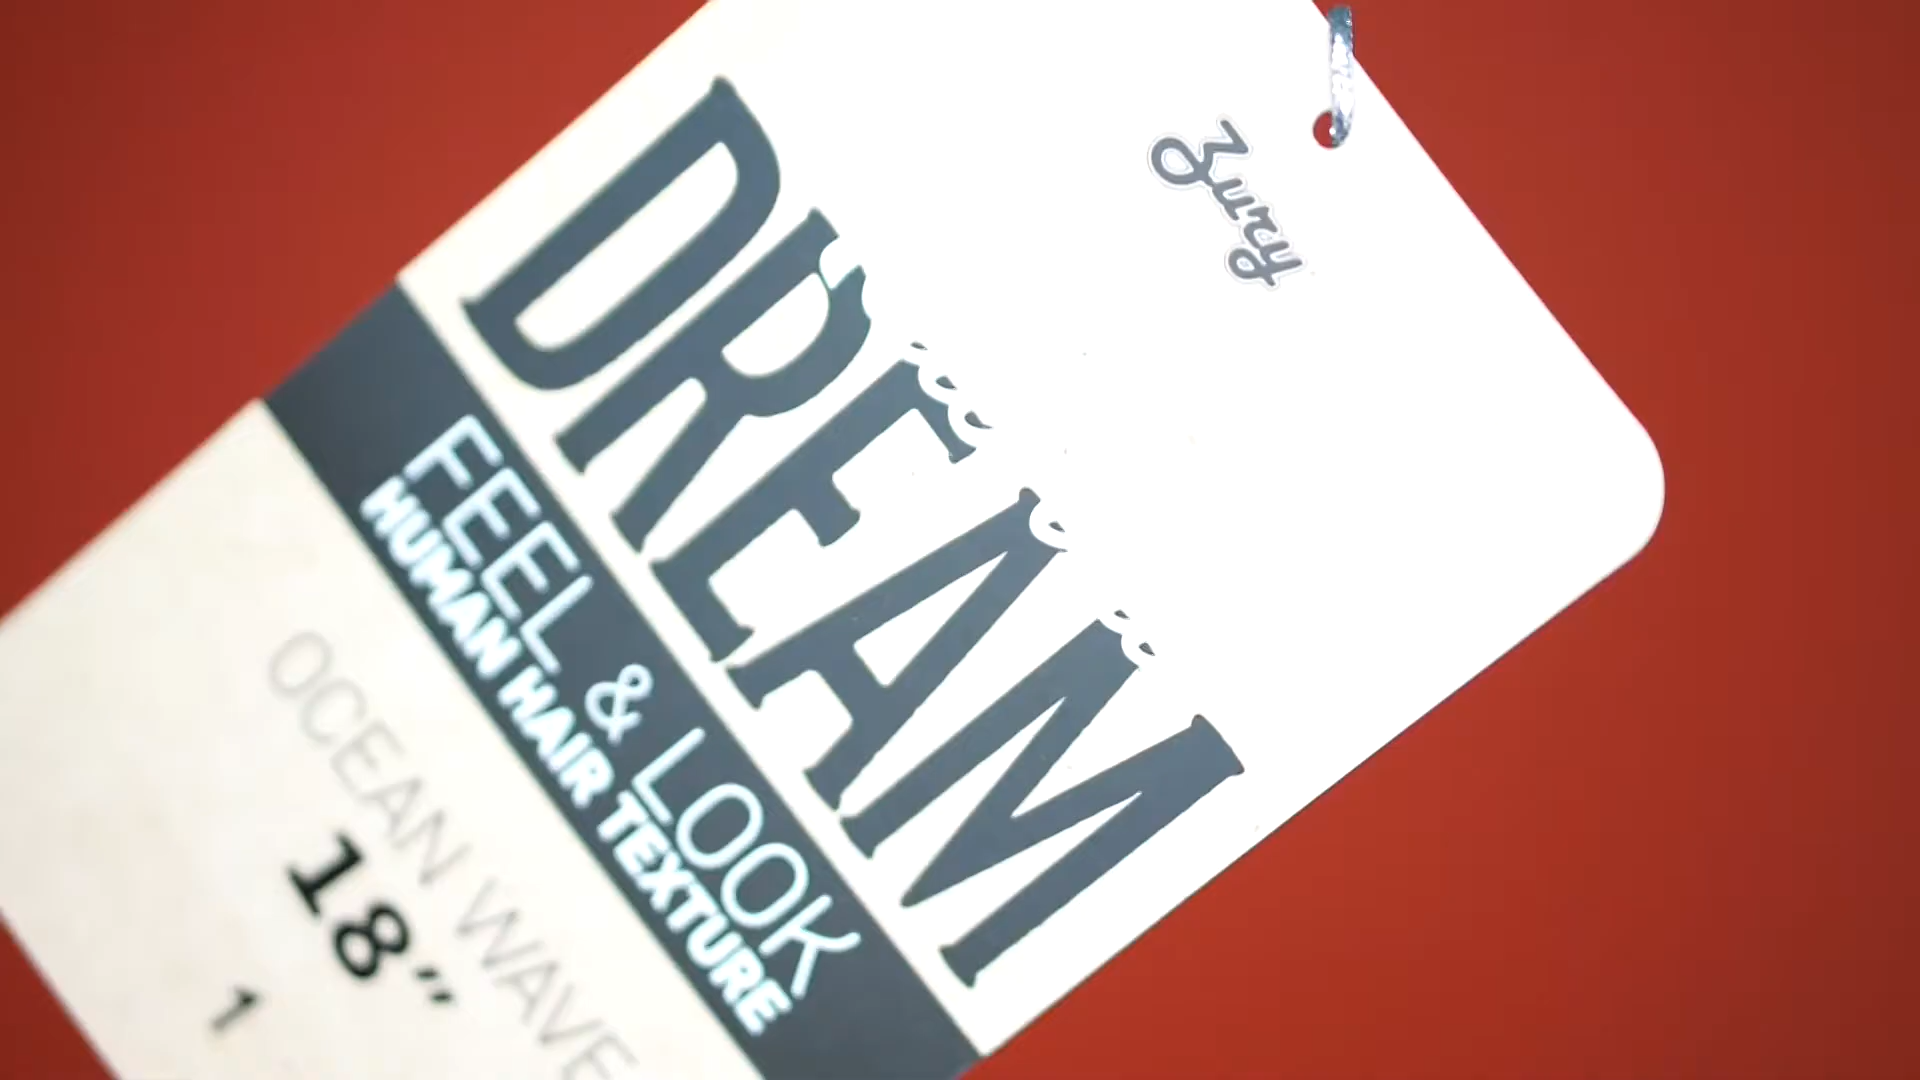 Zury
DREAM
FEEL & LOOK
HUMAN HAIR TEXTURE
OCEAN WAVE
18"
1